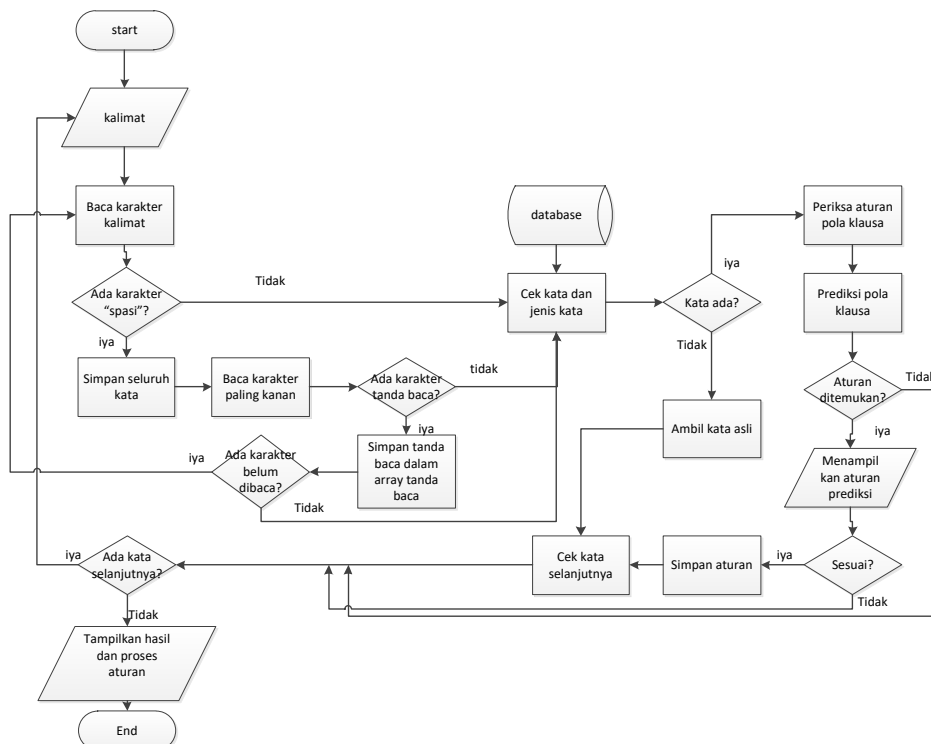 start
kalimat
Baca karakter
kalimat
Ada karakter
“spasi”?
Tidak
iya
Simpan seluruh
kata
Baca karakter
paling kanan
Ada karakter
tanda baca?
tidak
iya
Simpan tanda
baca dalam
array tanda
baca
Ada karakter
belum
dibaca?
iya
Tidak
database
Cek kata dan
jenis kata
Kata ada?
iya
Tidak
Ambil kata asli
Periksa aturan
pola klausa
Prediksi pola
klausa
Aturan
ditemukan?
Tidak
iya
Menampil
kan aturan
prediksi
Sesuai?
iya
Tidak
Simpan aturan
Cek kata
selanjutnya
Ada kata
selanjutnya?
iya
Tidak
Tampilkan hasil
dan proses
aturan
End